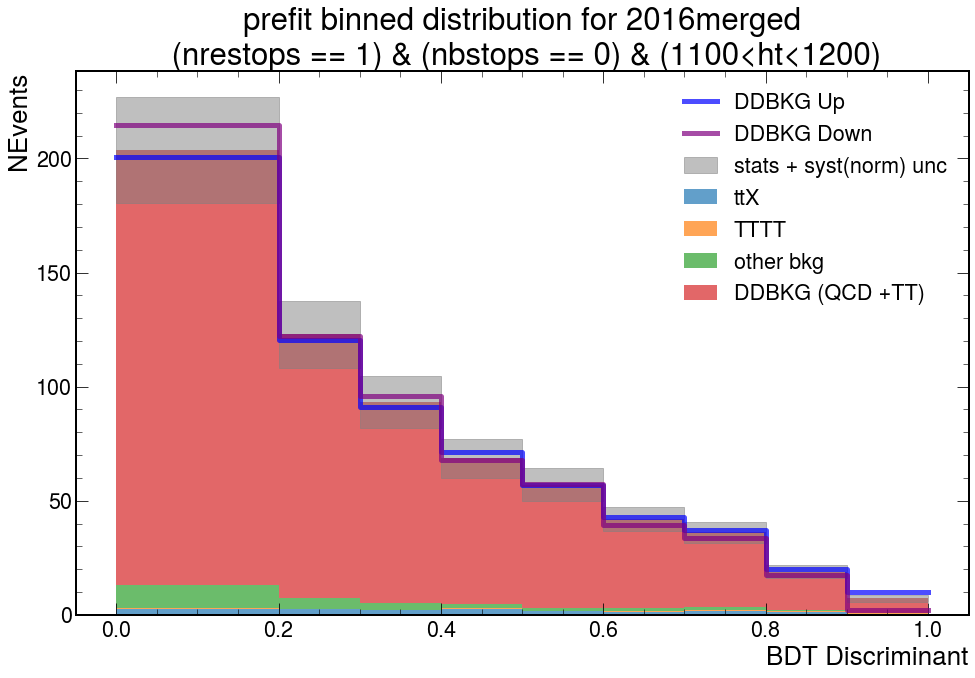 prefit binned distribution for 2016merged
(nrestops == 1) & (nbstops == 0) & (1100<ht<1200)
NEvents
DDBKG Up
DDBKG Down
stats + syst(norm) unc
ttX
TTTT
other bkg
DDBKG (QCD +TT)
200
150
100
50
0
0.0 0.2 0.4 0.6 0.8 1.0
BDT Discriminant